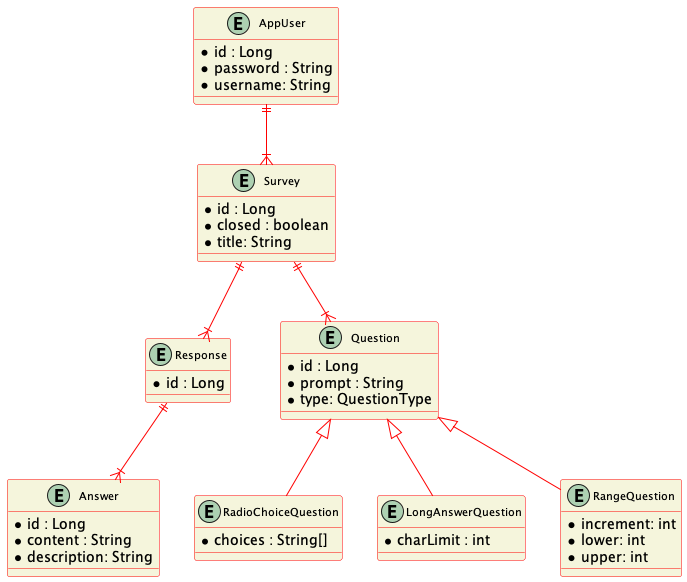 E AppUser
id : Long
password : String
username: String
E Survey
id : Long
closed : boolean
title: String
E Response
id : Long
E Question
id : Long
prompt : String
type: QuestionType
E Answer
id : Long
content : String
description: String
E RadioChoiceQuestion
choices : String[]
E LongAnswerQuestion
charLimit : int
E RangeQuestion
increment: int
lower: int
upper: int